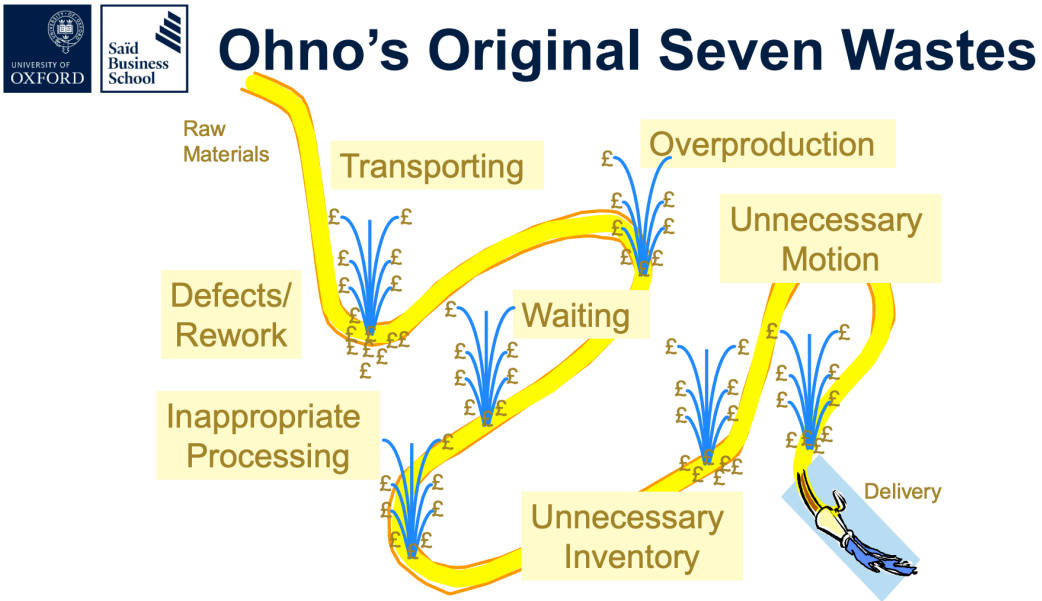 UNIVERSITY OF
OXFORD
Saïd
Business
School
Ohno’s Original Seven Wastes
Raw
Materials
Transporting
Overproduction
Unnecessary
Motion
Defects/
Rework
Waiting
Inappropriate
Processing
Unnecessary
Inventory
Delivery